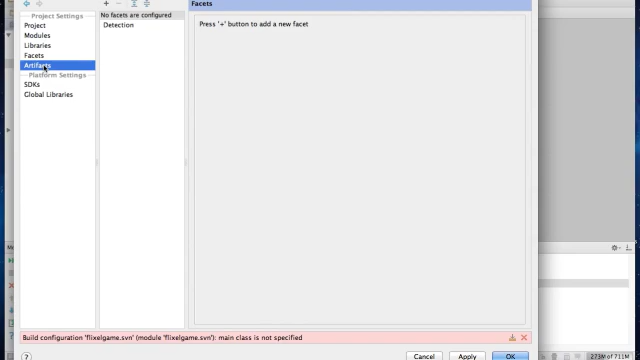 Project Settings
Project
Modules
Libraries
Facets
Artifacts
Platform Settings
SDKs
Global Libraries
No facets are configured
Detection
Facets
Press '+' button to add a new facet
Build configuration 'flixelgame.svn' (module 'flixelgame.svn'): main class is not specified
?
Cancel
Apply
OK
273M of 711M